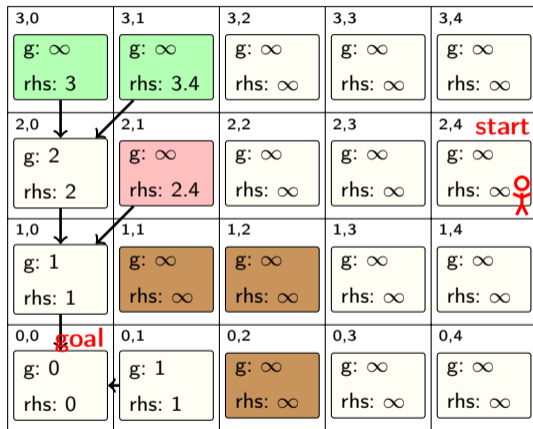 3,0 3,1 3,2 3,3 3,4
g: ∞ g: ∞ g: ∞ g: ∞ g: ∞
rhs: 3 rhs: 3.4 rhs: ∞ rhs: ∞ rhs: ∞
2,0 2,1 2,2 2,3 2,4 start
g: 2 g: ∞ g: ∞ g: ∞ g: ∞
rhs: 2 rhs: 2.4 rhs: ∞ rhs: ∞ rhs: ∞
1,0 1,1 1,2 1,3 1,4
g: 1 g: ∞ g: ∞ g: ∞ g: ∞
rhs: 1 rhs: ∞ rhs: ∞ rhs: ∞ rhs: ∞
0,0 goal 0,1 0,2 0,3 0,4
g: 0 g: 1 g: ∞ g: ∞ g: ∞
rhs: 0 rhs: 1 rhs: ∞ rhs: ∞ rhs: ∞